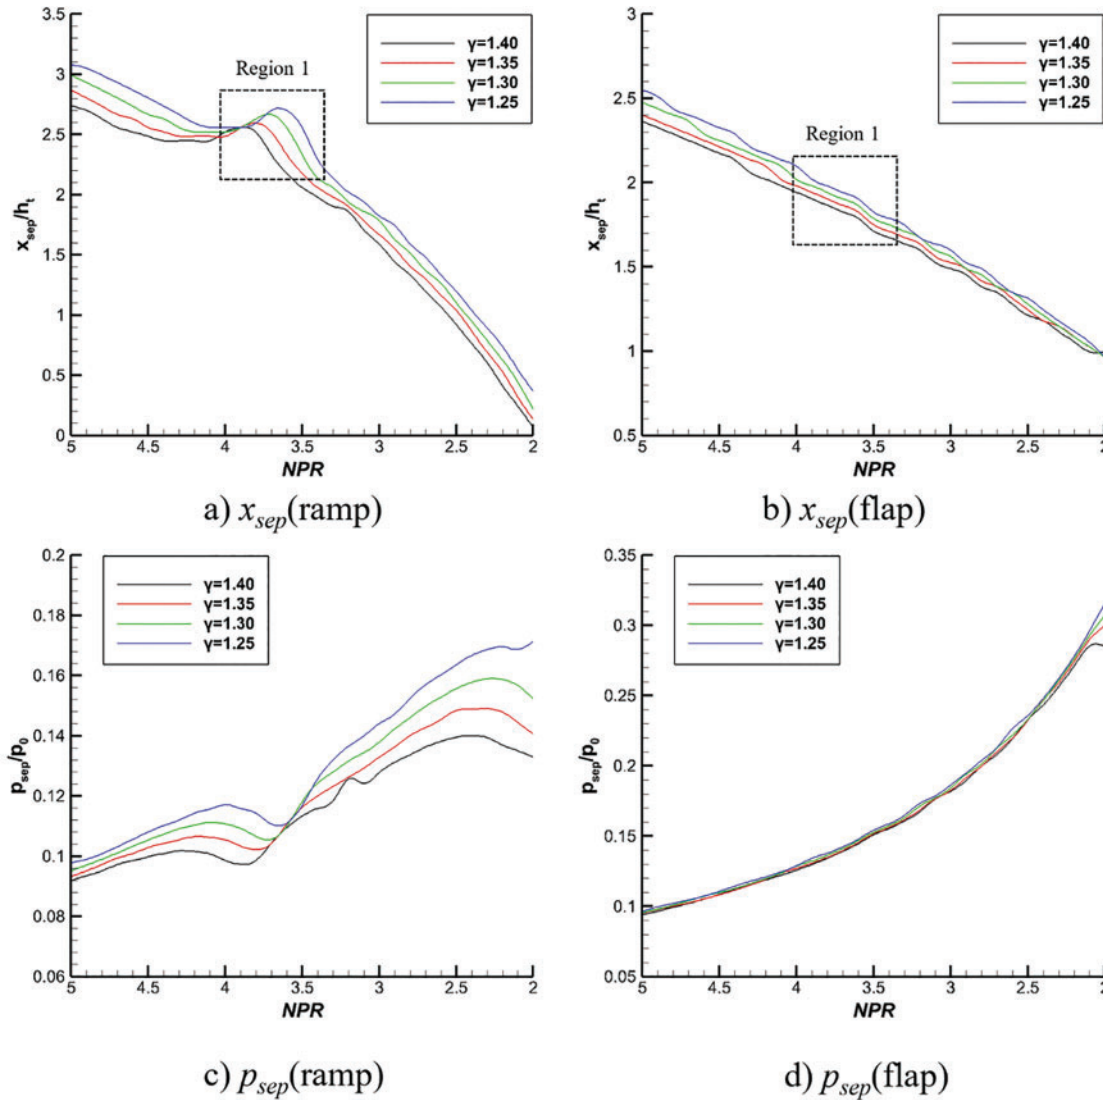 3.5
3
2.5
2
1.5
1
0.5
0
x_sep/h_t
5 4.5 4 3.5 3 2.5 2
NPR
γ=1.40
γ=1.35
γ=1.30
γ=1.25
Region 1
a) x_sep(ramp)
3
2.5
2
1.5
1
0.5
x_sep/h_t
5 4.5 4 3.5 3 2.5 2
NPR
γ=1.40
γ=1.35
γ=1.30
γ=1.25
Region 1
b) x_sep(flap)
0.2
0.18
0.16
0.14
0.12
0.1
0.08
0.06
p_sep/p_0
5 4.5 4 3.5 3 2.5 2
NPR
γ=1.40
γ=1.35
γ=1.30
γ=1.25
c) p_sep(ramp)
0.35
0.3
0.25
0.2
0.15
0.1
0.05
p_sep/p_0
5 4.5 4 3.5 3 2.5 2
NPR
γ=1.40
γ=1.35
γ=1.30
γ=1.25
d) p_sep(flap)